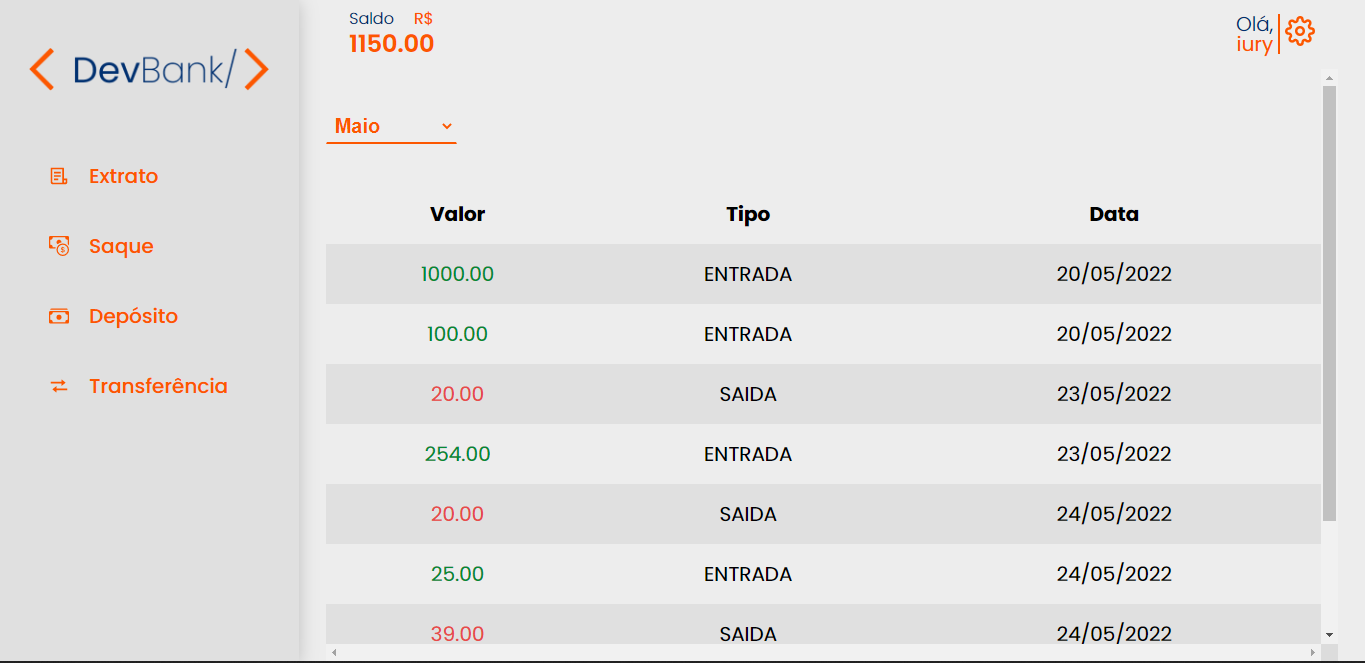 DevBank/
Extrato
Saque
Depósito
Transferência
Saldo R$
1150.00
Olá,
iury
Maio
Valor Tipo Data
1000.00 ENTRADA 20/05/2022
100.00 ENTRADA 20/05/2022
20.00 SAIDA 23/05/2022
254.00 ENTRADA 23/05/2022
20.00 SAIDA 24/05/2022
25.00 ENTRADA 24/05/2022
39.00 SAIDA 24/05/2022